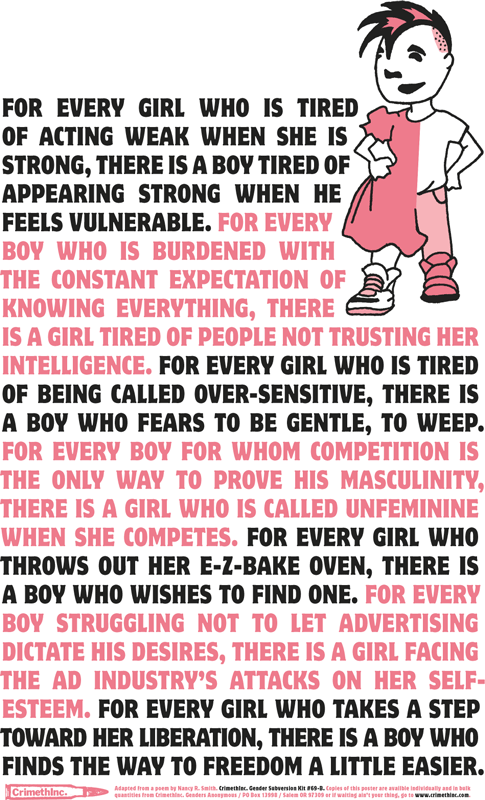 FOR EVERY GIRL WHO IS TIRED
OF ACTING WEAK WHEN SHE IS
STRONG, THERE IS A BOY TIRED OF
APPEARING STRONG WHEN HE
FEELS VULNERABLE. FOR EVERY
BOY WHO IS BURDENED WITH
THE CONSTANT EXPECTATION OF
KNOWING EVERYTHING, THERE
IS A GIRL TIRED OF PEOPLE NOT TRUSTING HER
INTELLIGENCE. FOR EVERY GIRL WHO IS TIRED
OF BEING CALLED OVER-SENSITIVE, THERE IS
A BOY WHO FEARS TO BE GENTLE, TO WEEP.
FOR EVERY BOY FOR WHOM COMPETITION IS
THE ONLY WAY TO PROVE HIS MASCULINITY,
THERE IS A GIRL WHO IS CALLED UNFEMININE
WHEN SHE COMPETES. FOR EVERY GIRL WHO
THROWS OUT HER E-Z-BAKE OVEN, THERE IS
A BOY WHO WISHES TO FIND ONE. FOR EVERY
BOY STRUGGLING NOT TO LET ADVERTISING
DICTATE HIS DESIRES, THERE IS A GIRL FACING
THE AD INDUSTRY'S ATTACKS ON HER SELF-
ESTEEM. FOR EVERY GIRL WHO TAKES A STEP
TOWARD HER LIBERATION, THERE IS A BOY WHO
FINDS THE WAY TO FREEDOM A LITTLE EASIER.
CrimethInc.
Adapted from a poem by Nancy R. Smith. CrimethInc. Gender Subversion Kit #69-B. Copies of this poster are availble individually and in bulk
quantities from CrimethInc. Genders Anonymous / PO Box 13998 / Salem OR 97309 or if waiting ain't your thing, go to www.crimethinc.com.